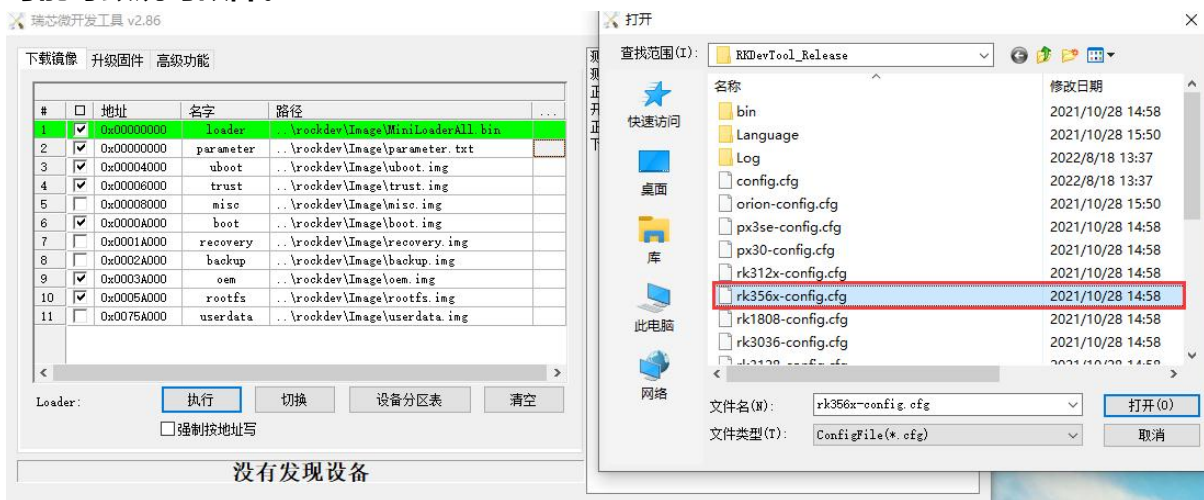 瑞芯微开发工具 v2.86
下载镜像 升级固件 高级功能
# 地址 名字 路径 ...
1 0x00000000 loader ..\rockdev\Image\MiniLoaderAll.bin
2 0x00000000 parameter ..\rockdev\Image\parameter.txt
3 0x00004000 uboot ..\rockdev\Image\uboot.img
4 0x00006000 trust ..\rockdev\Image\trust.img
5 0x00008000 misc ..\rockdev\Image\misc.img
6 0x0000A000 boot ..\rockdev\Image\boot.img
7 0x0001A000 recovery ..\rockdev\Image\recovery.img
8 0x0002A000 backup ..\rockdev\Image\backup.img
9 0x0003A000 oem ..\rockdev\Image\oem.img
10 0x0005A000 rootfs ..\rockdev\Image\rootfs.img
11 0x0075A000 userdata ..\rockdev\Image\userdata.img
Loader: 执行 切换 设备分区表 清空
强制按地址写
没有发现设备
打开
查找范围(I): RKDevTool_Release
名称 修改日期
bin 2021/10/28 14:58
Language 2021/10/28 15:50
Log 2022/8/18 13:37
config.cfg 2022/8/18 13:37
orion-config.cfg 2021/10/28 15:50
px3se-config.cfg 2021/10/28 14:58
px30-config.cfg 2021/10/28 14:58
rk312x-config.cfg 2021/10/28 14:58
rk356x-config.cfg 2021/10/28 14:58
rk1808-config.cfg 2021/10/28 14:58
rk3036-config.cfg 2021/10/28 14:58
快速访问
桌面
库
此电脑
网络
文件名(N): rk356x-config.cfg 打开(O)
文件类型(T): ConfigFile(*.cfg) 取消